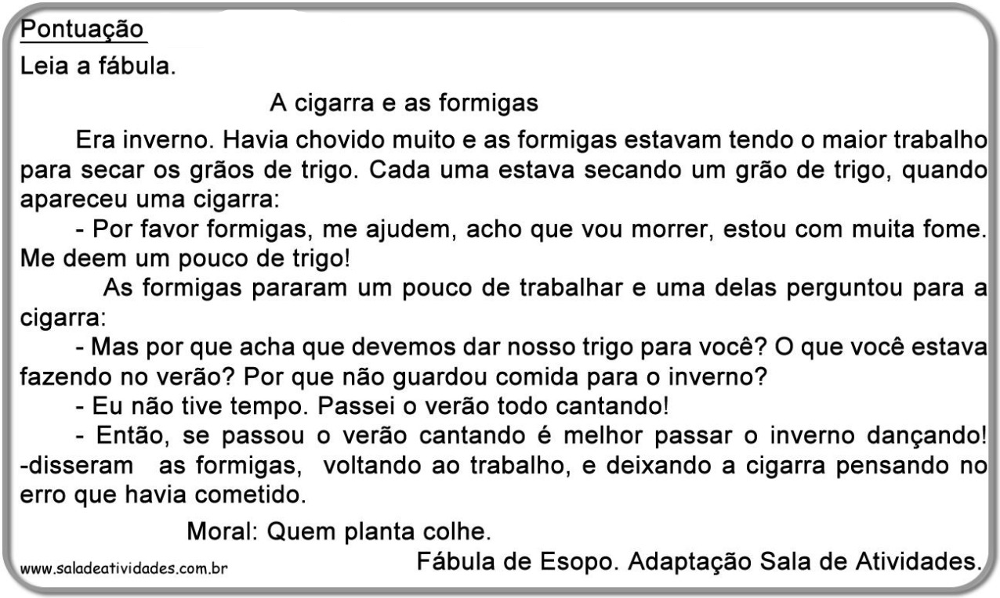 Pontuação
Leia a fábula.
A cigarra e as formigas
Era inverno. Havia chovido muito e as formigas estavam tendo o maior trabalho
para secar os grãos de trigo. Cada uma estava secando um grão de trigo, quando
apareceu uma cigarra:
- Por favor formigas, me ajudem, acho que vou morrer, estou com muita fome.
Me deem um pouco de trigo!
As formigas pararam um pouco de trabalhar e uma delas perguntou para a
cigarra:
- Mas por que acha que devemos dar nosso trigo para você? O que você estava
fazendo no verão? Por que não guardou comida para o inverno?
- Eu não tive tempo. Passei o verão todo cantando!
- Então, se passou o verão cantando é melhor passar o inverno dançando!
-disseram as formigas, voltando ao trabalho, e deixando a cigarra pensando no
erro que havia cometido.
Moral: Quem planta colhe.
Fábula de Esopo. Adaptação Sala de Atividades.
www.saladeatividades.com.br